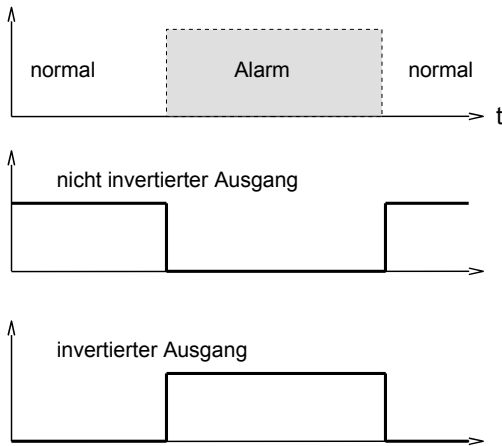 normal Alarm normal
t
nicht invertierter Ausgang
invertierter Ausgang